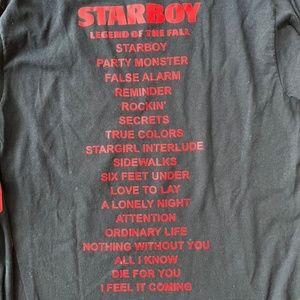 STARBOY
LEGEND OF THE FALL
STARBOY
PARTY MONSTER
FALSE ALARM
REMINDER
ROCKIN'
SECRETS
TRUE COLORS
STARGIRL INTERLUDE
SIDEWALKS
SIX FEET UNDER
LOVE TO LAY
A LONELY NIGHT
ATTENTION
ORDINARY LIFE
NOTHING WITHOUT YOU
ALL I KNOW
DIE FOR YOU
I FEEL IT COMING